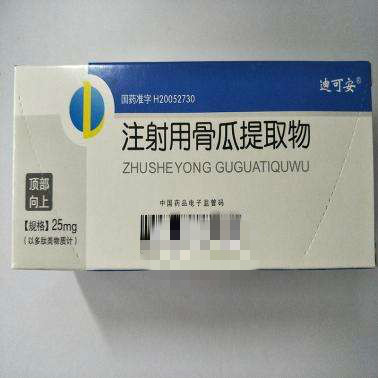 国药准字 H20052730
迪可安®
注射用骨瓜提取物
ZHUSHEYONG GUGUATIQUWU
顶部
向上
【规格】25mg
(以多肽类物质计)
中国药品电子监管码